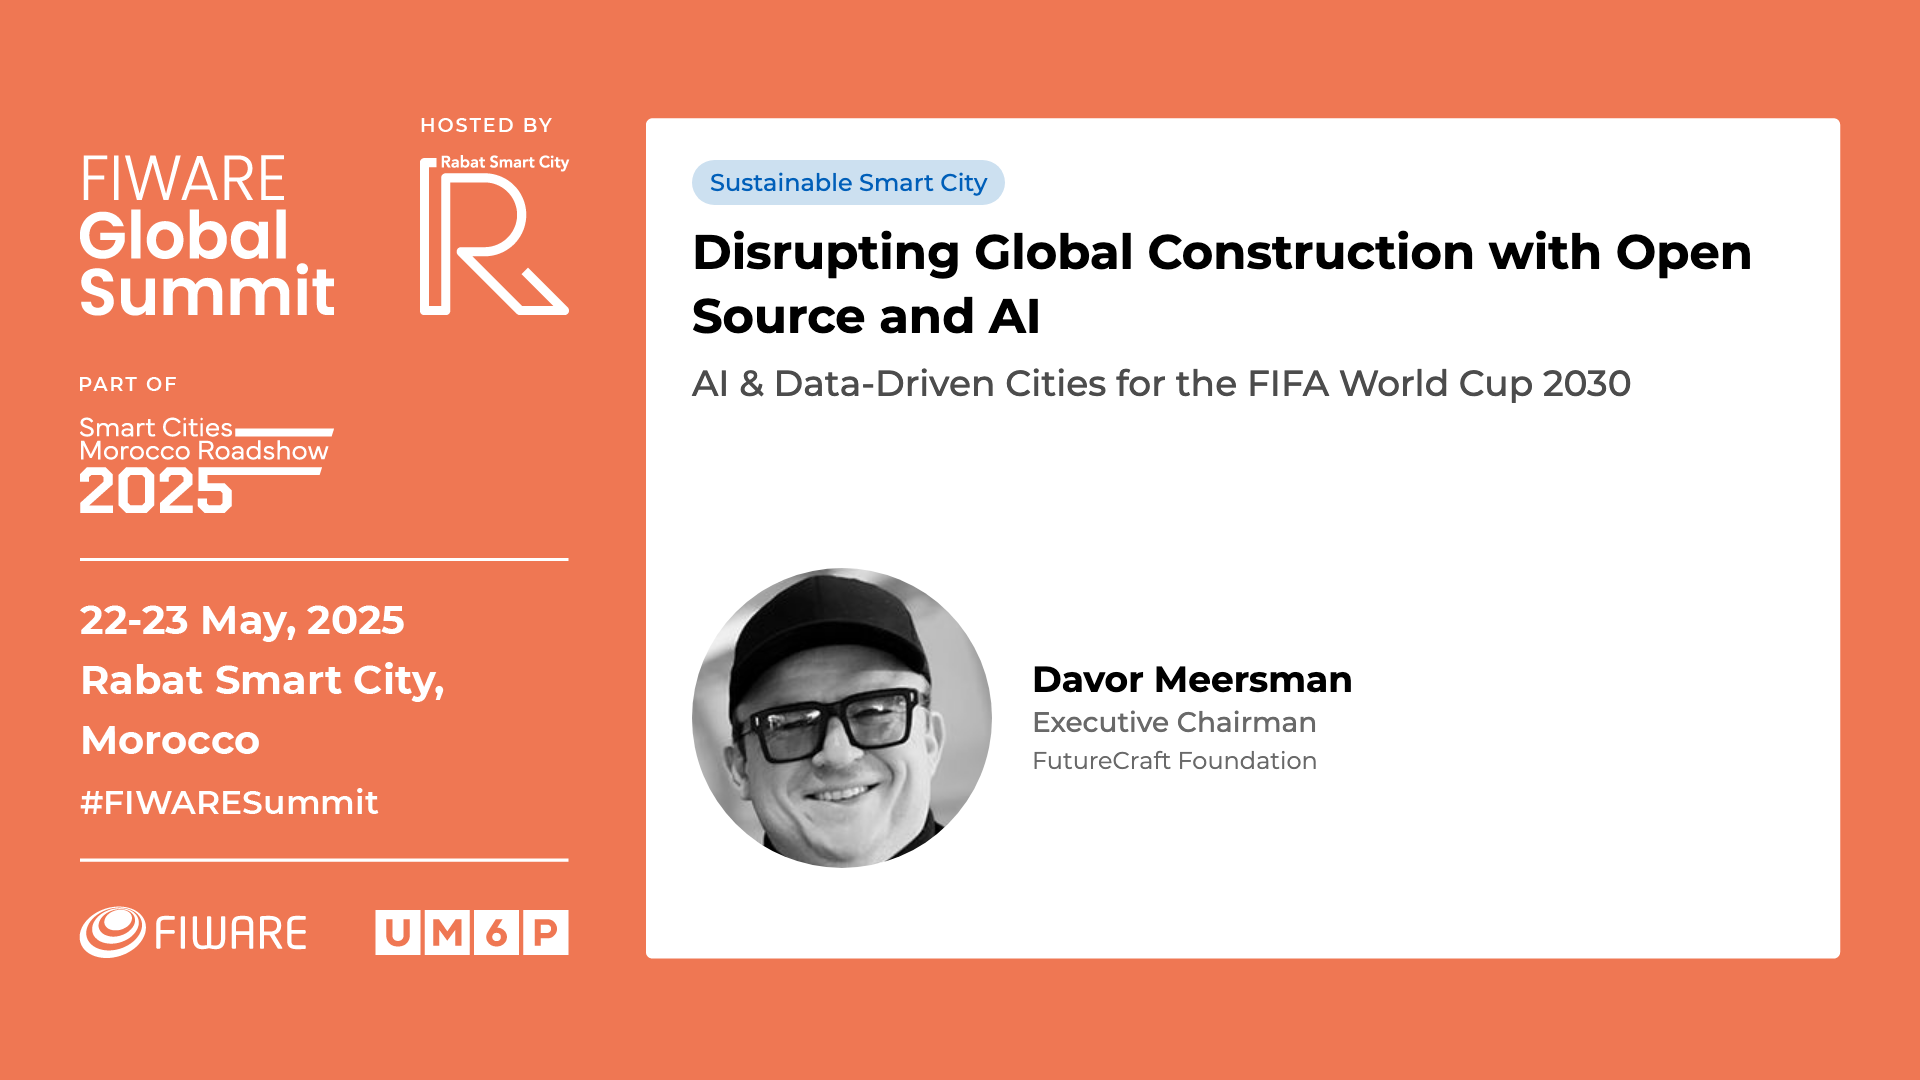 FIWARE
Global
Summit
HOSTED BY
Rabat Smart City
PART OF
Smart Cities
Morocco Roadshow
2025
22-23 May, 2025
Rabat Smart City,
Morocco
#FIWARESummit
FIWARE
UM6P
Sustainable Smart City
Disrupting Global Construction with Open
Source and AI
AI & Data-Driven Cities for the FIFA World Cup 2030
Davor Meersman
Executive Chairman
FutureCraft Foundation